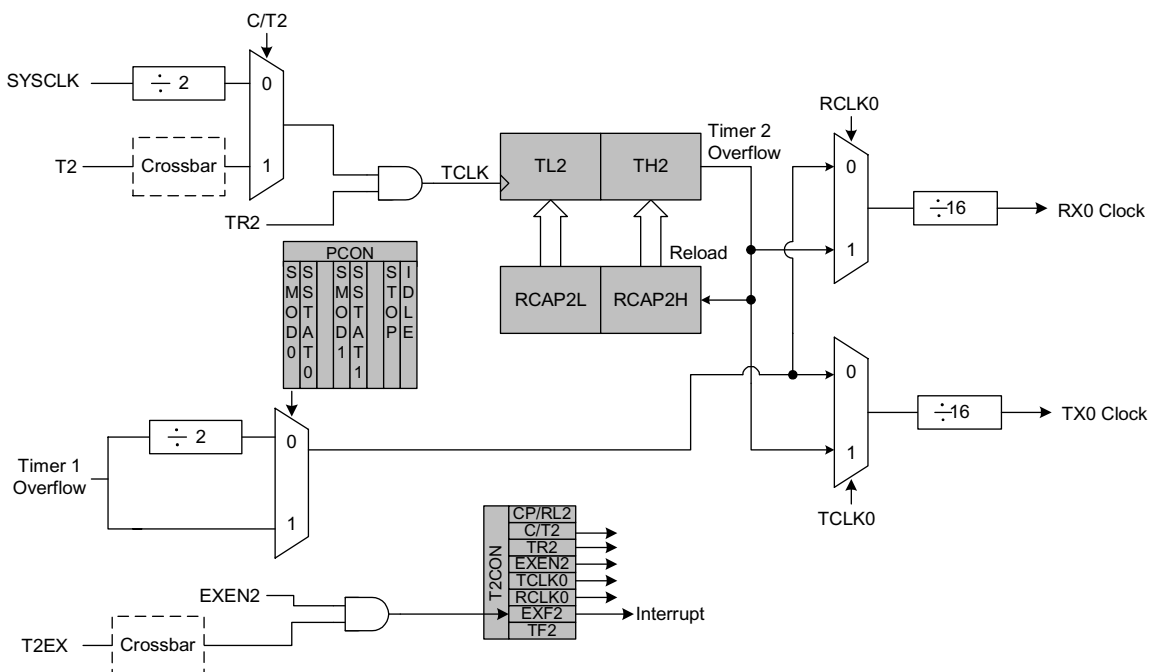 C/T2
SYSCLK
÷ 2
0
T2
Crossbar
1
TR2
TCLK
TL2
TH2
Timer 2
Overflow
Reload
RCAP2L
RCAP2H
RCLK0
0
1
÷16
RX0 Clock
PCON
SMOD0
SSTAT0
SMOD1
SSTAT1
STOP
IDLE
0
1
÷16
TX0 Clock
TCLK0
Timer 1
Overflow
÷ 2
0
1
T2CON
CP/RL2
C/T2
TR2
EXEN2
TCLK0
RCLK0
EXF2
TF2
Interrupt
EXEN2
T2EX
Crossbar